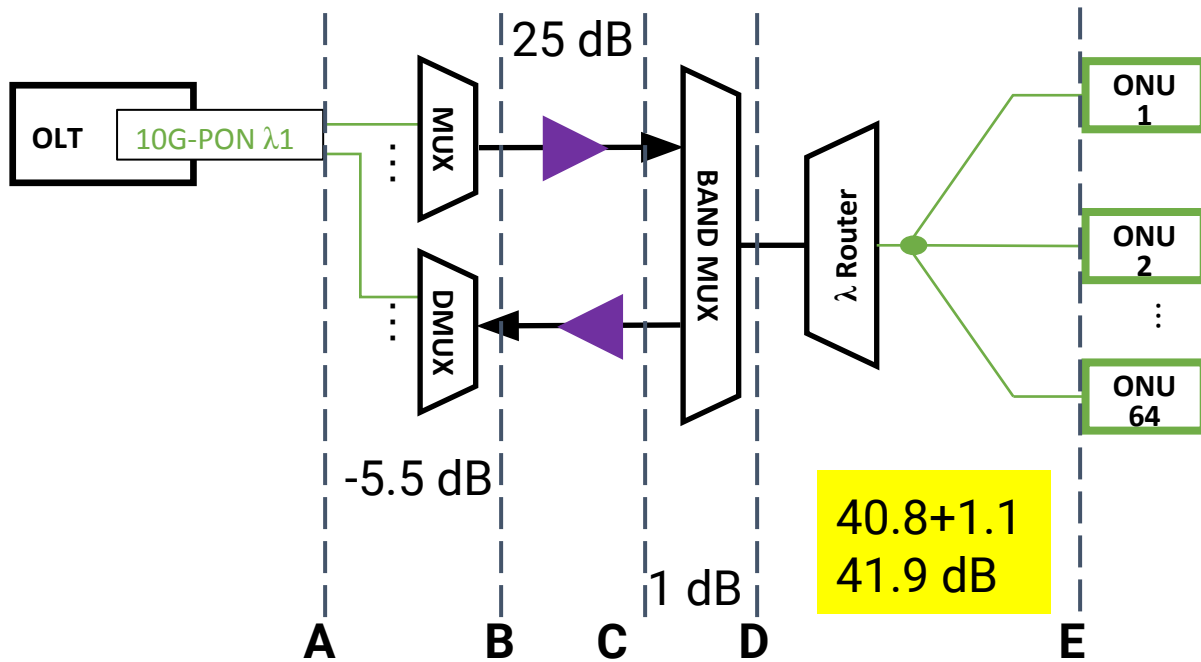 25 dB
OLT
10G-PON λ1
MUX
...
DMUX
...
BAND MUX
λ Router
ONU
1
ONU
2
...
ONU
64
-5.5 dB
1 dB
40.8+1.1
41.9 dB
A
B
C
D
E